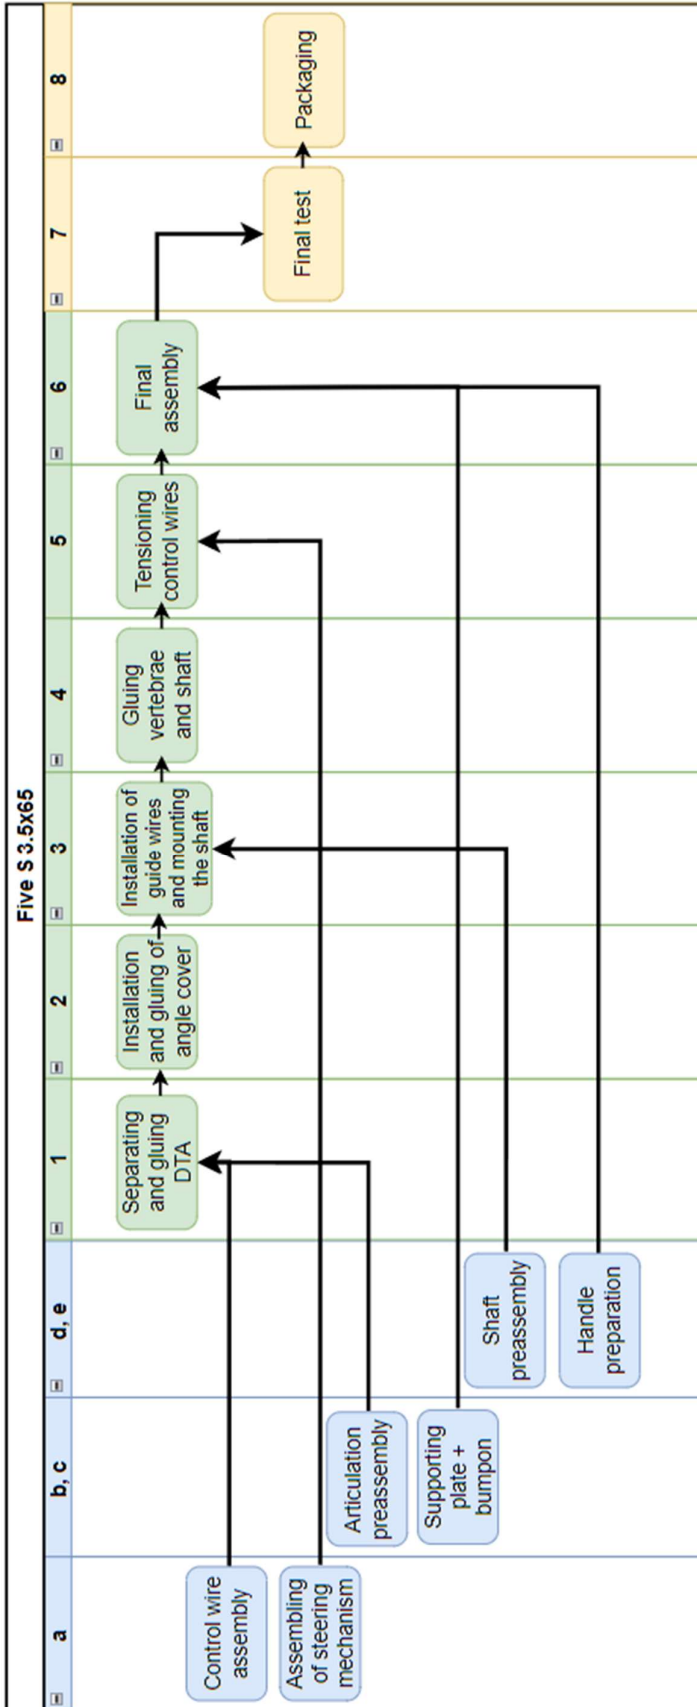 Five S 3.5x65
a
b, c
d, e
1
2
3
4
5
6
7
8
Separating
and gluing
DTA
Installation
and gluing of
angle cover
Installation of
guide wires
and mounting
the shaft
Gluing
vertebrae
and shaft
Tensioning
control wires
Final
assembly
Control wire
assembly
Final test
Packaging
Assembling
of steering
mechanism
Articulation
preassembly
Supporting
plate +
bumpon
Shaft
preassembly
Handle
preparation